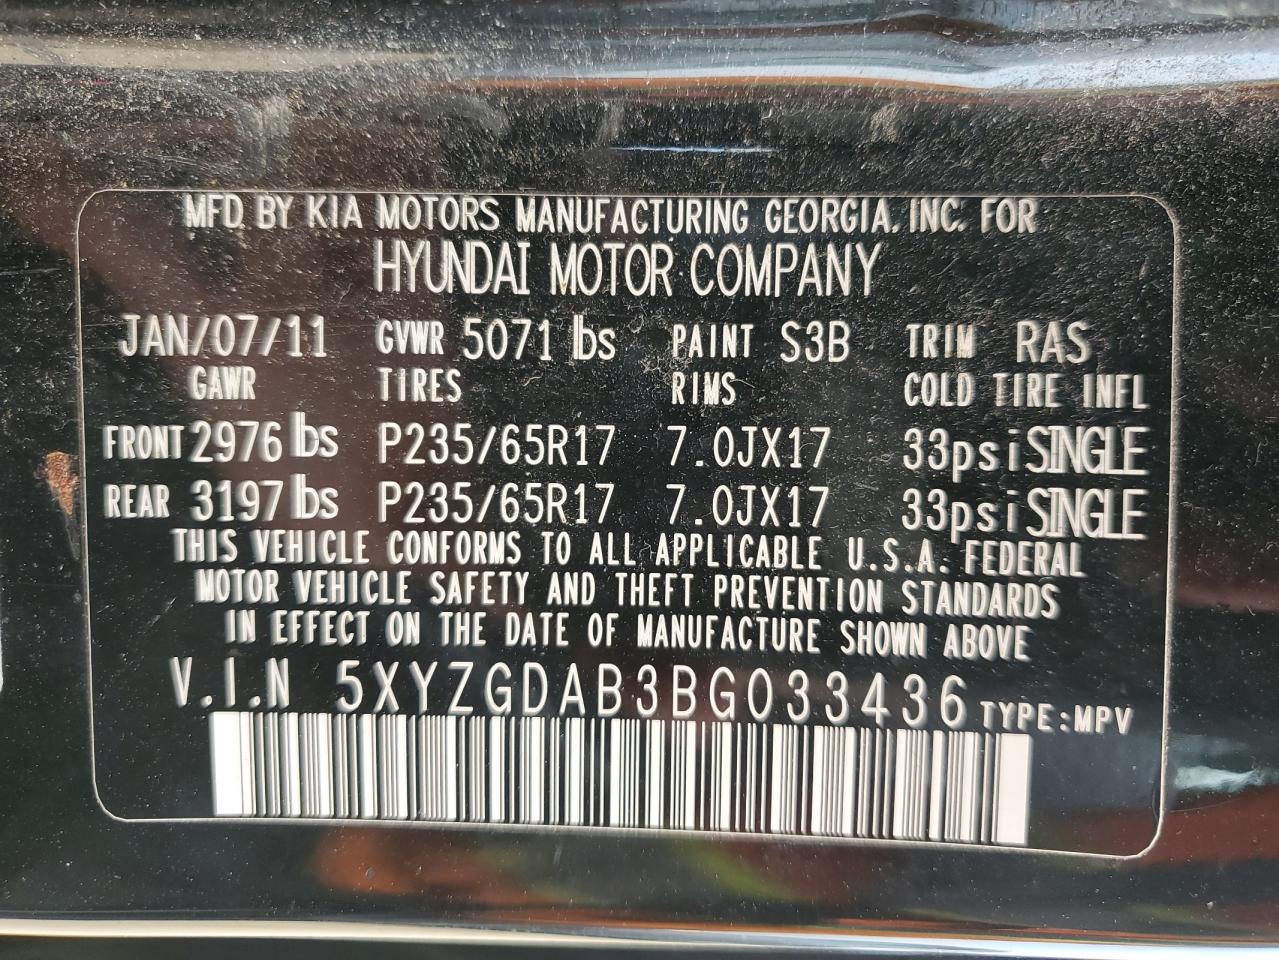 MFD. BY KIA MOTORS MANUFACTURING GEORGIA, INC. FOR
HYUNDAI MOTOR COMPANY
JAN/07/11 GVWR 5071 lbs PAINT S3B TRIM RAS
GAWR TIRES RIMS COLD TIRE INFL
FRONT 2976 lbs P235/65R17 7.0JX17 33psi SINGLE
REAR 3197 lbs P235/65R17 7.0JX17 33psi SINGLE
THIS VEHICLE CONFORMS TO ALL APPLICABLE U.S.A. FEDERAL
MOTOR VEHICLE SAFETY AND THEFT PREVENTION STANDARDS
IN EFFECT ON THE DATE OF MANUFACTURE SHOWN ABOVE
V.I.N 5XYZGDAB3BG033436 TYPE:MPV